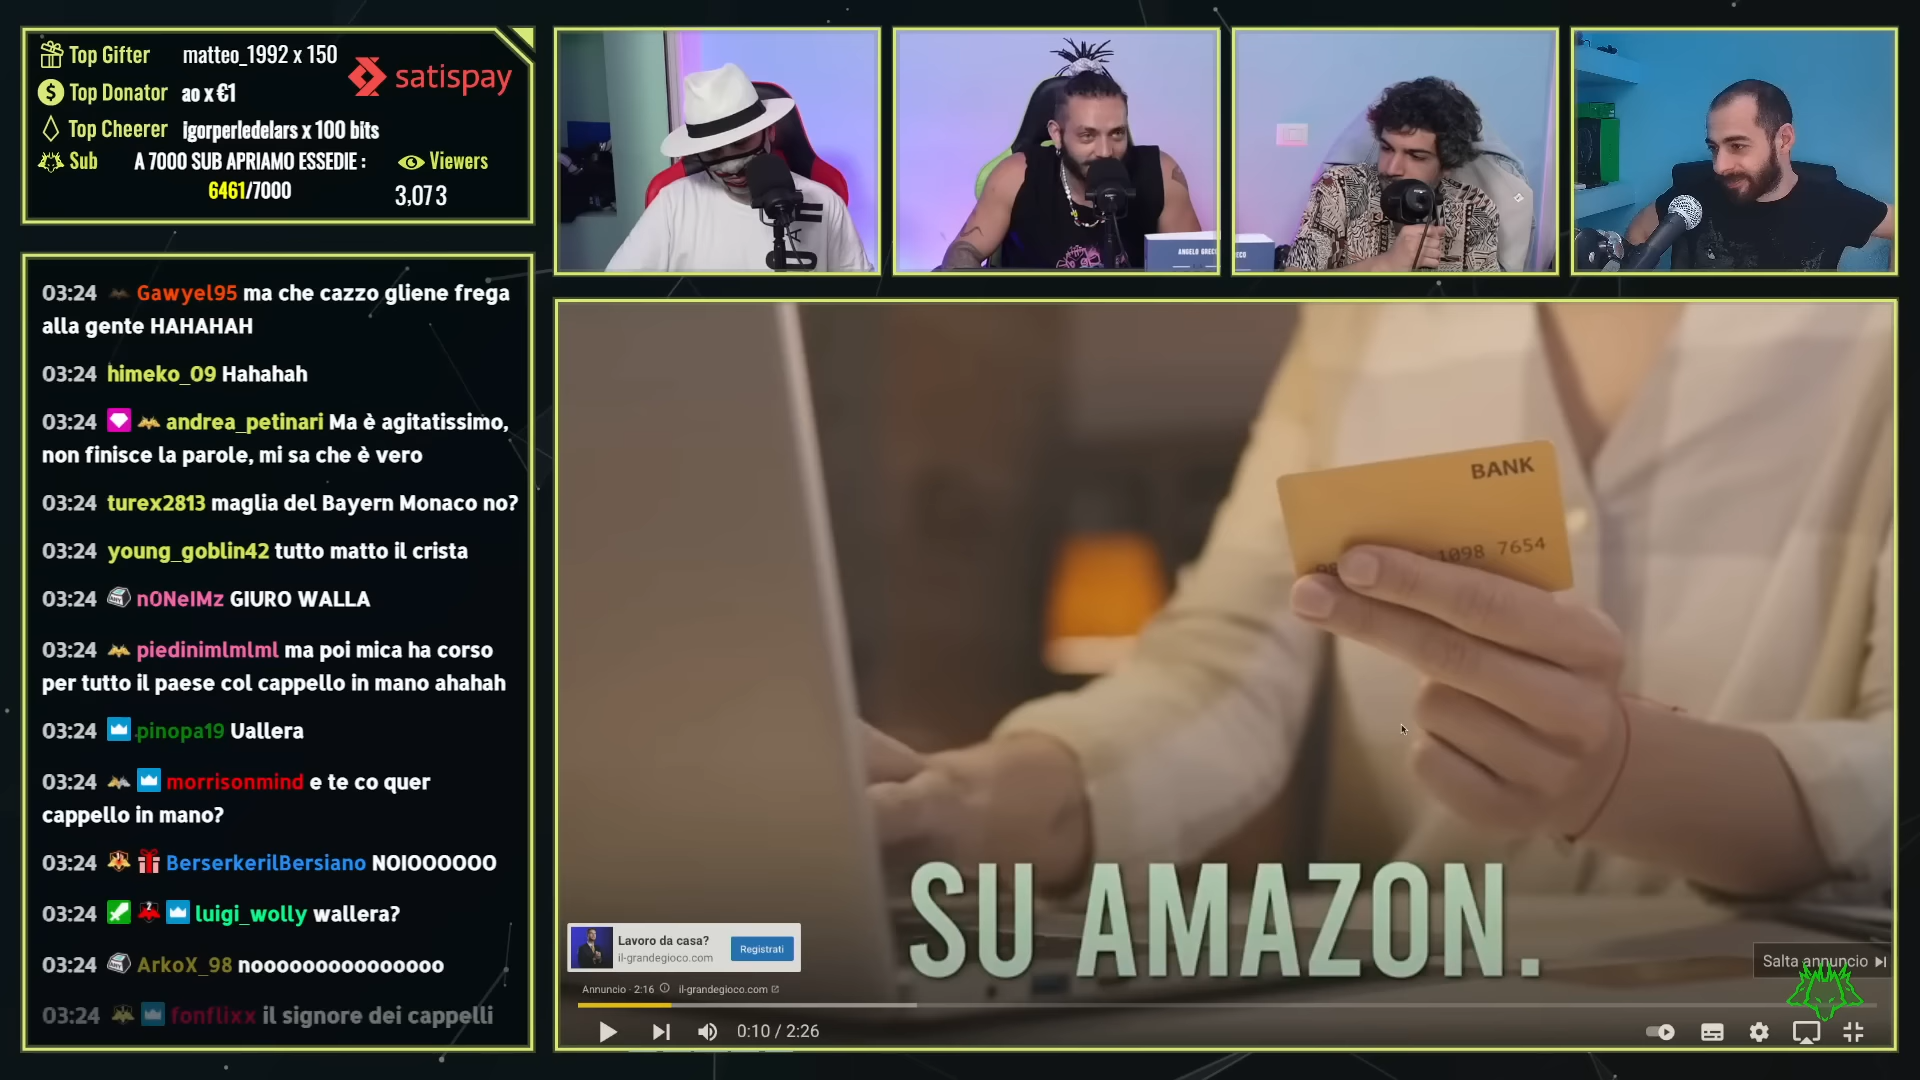 Top Gifter matteo_1992 x 150
satispay
Top Donator ao x €1
Top Cheerer igorperledelars x 100 bits
Sub A 7000 SUB APRIAMO ESSEDIE :
6461/7000
Viewers
3,073
03:24 Gawyel95 ma che cazzo gliene frega
alla gente HAHAHAH
03:24 himeko_09 Hahahah
03:24 andrea_petinari Ma è agitatissimo,
non finisce la parole, mi sa che è vero
03:24 turex2813 maglia del Bayern Monaco no?
03:24 young_goblin42 tutto matto il crista
03:24 n0NeIMz GIURO WALLA
03:24 piedinimlmlml ma poi mica ha corso
per tutto il paese col cappello in mano ahahah
03:24 pinopa19 Uallera
03:24 morrisonmind e te co quer
cappello in mano?
03:24 BerserkerilBersiano NOIOOOOOO
03:24 luigi_wolly wallera?
03:24 ArkoX_98 nooooooooooooooo
03:24 fonflixx il signore dei cappelli
ANGELO GRECO
BANK
1098 7654
SU AMAZON.
Lavoro da casa?
il-grandegioco.com
Registrati
Annuncio · 2:16 il-grandegioco.com
Salta annuncio
0:10 / 2:26